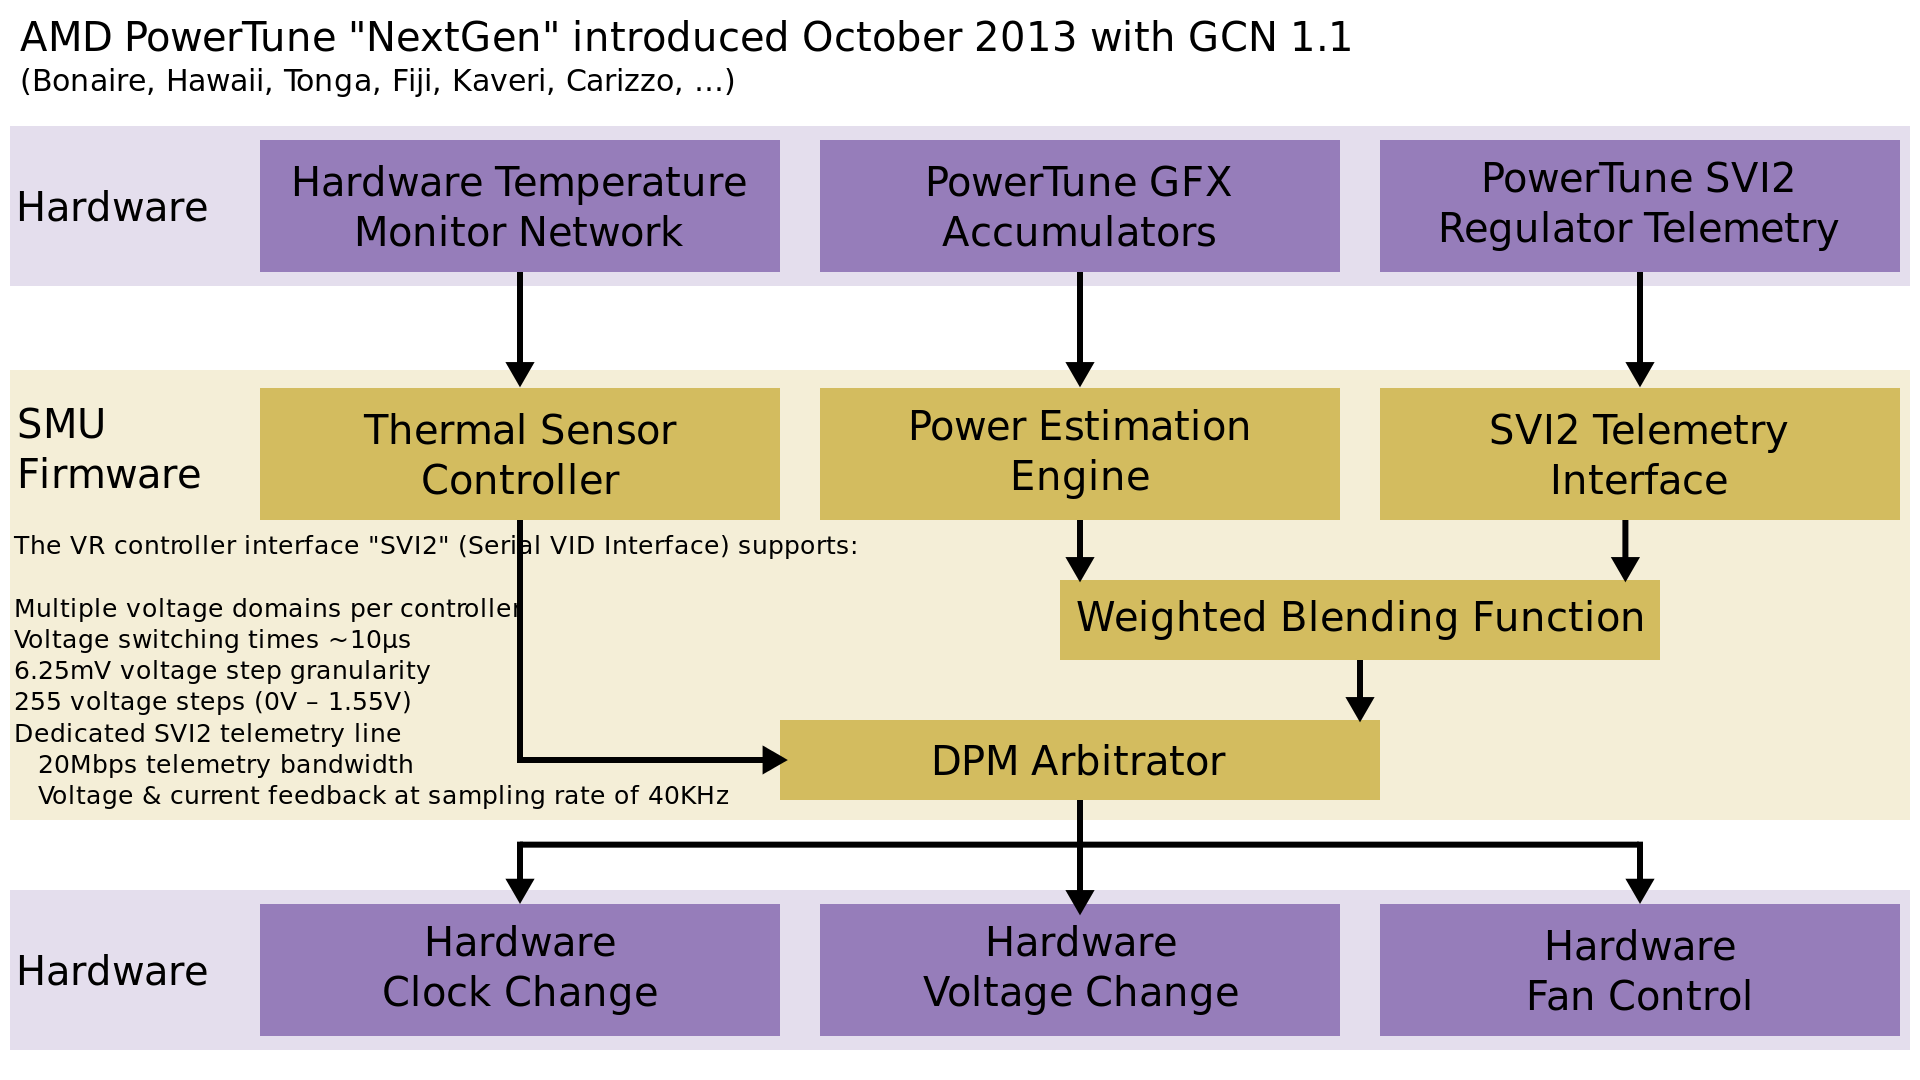 AMD PowerTune "NextGen" introduced October 2013 with GCN 1.1
(Bonaire, Hawaii, Tonga, Fiji, Kaveri, Carizzo, ...)
Hardware
Hardware Temperature
Monitor Network
PowerTune GFX
Accumulators
PowerTune SVI2
Regulator Telemetry
SMU
Firmware
Thermal Sensor
Controller
Power Estimation
Engine
SVI2 Telemetry
Interface
The VR controller interface "SVI2" (Serial VID Interface) supports:
Multiple voltage domains per controller
Voltage switching times ~10µs
6.25mV voltage step granularity
255 voltage steps (0V – 1.55V)
Dedicated SVI2 telemetry line
20Mbps telemetry bandwidth
Voltage & current feedback at sampling rate of 40KHz
Weighted Blending Function
DPM Arbitrator
Hardware
Hardware
Clock Change
Hardware
Voltage Change
Hardware
Fan Control